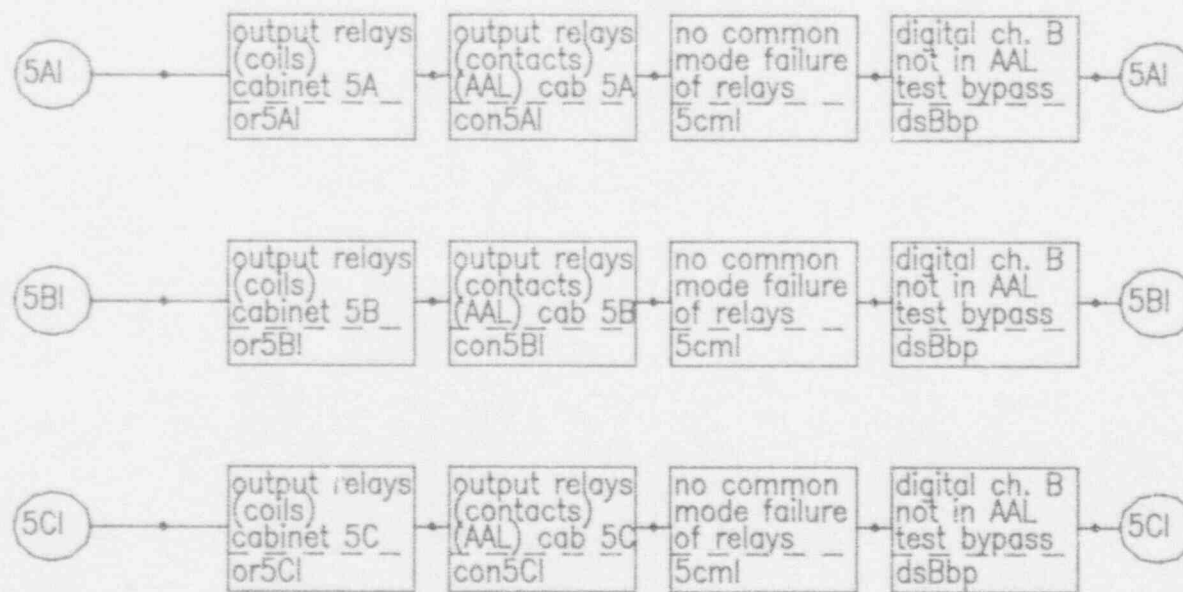 5AI
output relays
(coils)
cabinet 5A
or5AI
output relays
(contacts)
(AAL) cab 5A
con5AI
no common
mode failure
of relays
5cmI
digital ch. B
not in AAL
test bypass
dsBbp
5AI
5BI
output relays
(coils)
cabinet 5B
or5BI
output relays
(contacts)
(AAL) cab 5B
con5BI
no common
mode failure
of relays
5cmI
digital ch. B
not in AAL
test bypass
dsBbp
5BI
5CI
output relays
(coils)
cabinet 5C
or5CI
output relays
(contacts)
(AAL) cab 5C
con5CI
no common
mode failure
of relays
5cmI
digital ch. B
not in AAL
test bypass
dsBbp
5CI